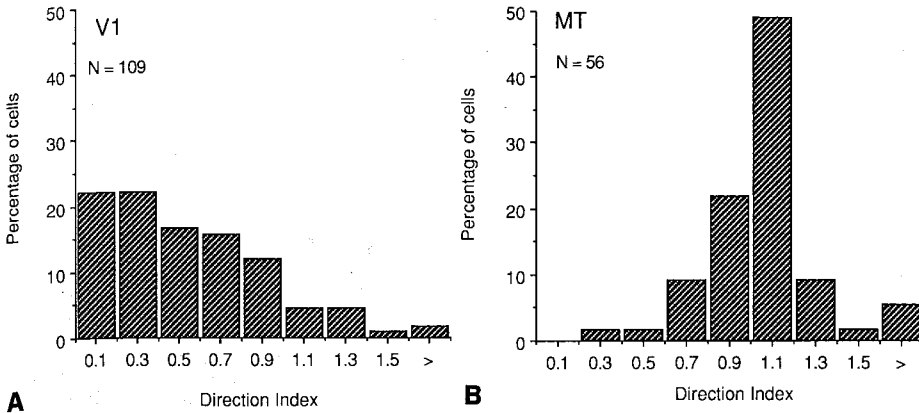 V1
N = 109
Percentage of cells
50
40
30
20
10
0
0.1 0.3 0.5 0.7 0.9 1.1 1.3 1.5 >
Direction Index
A
MT
N = 56
Percentage of cells
50
40
30
20
10
0
0.1 0.3 0.5 0.7 0.9 1.1 1.3 1.5 >
Direction Index
B